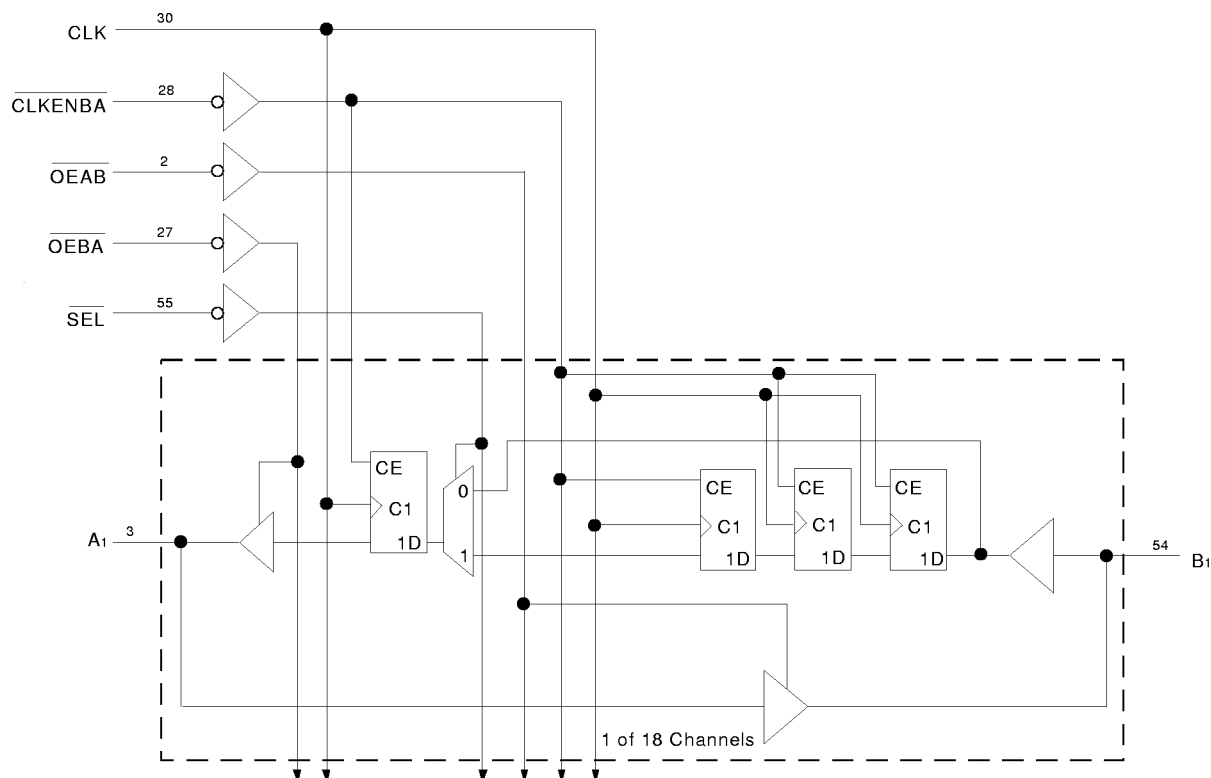 CLK 30
CLKENBA 28
OEAB 2
OEBA 27
SEL 55
CE
C1
1D
0
1
CE
C1
1D
CE
C1
1D
CE
C1
1D
A1 3
54 B1
1 of 18 Channels